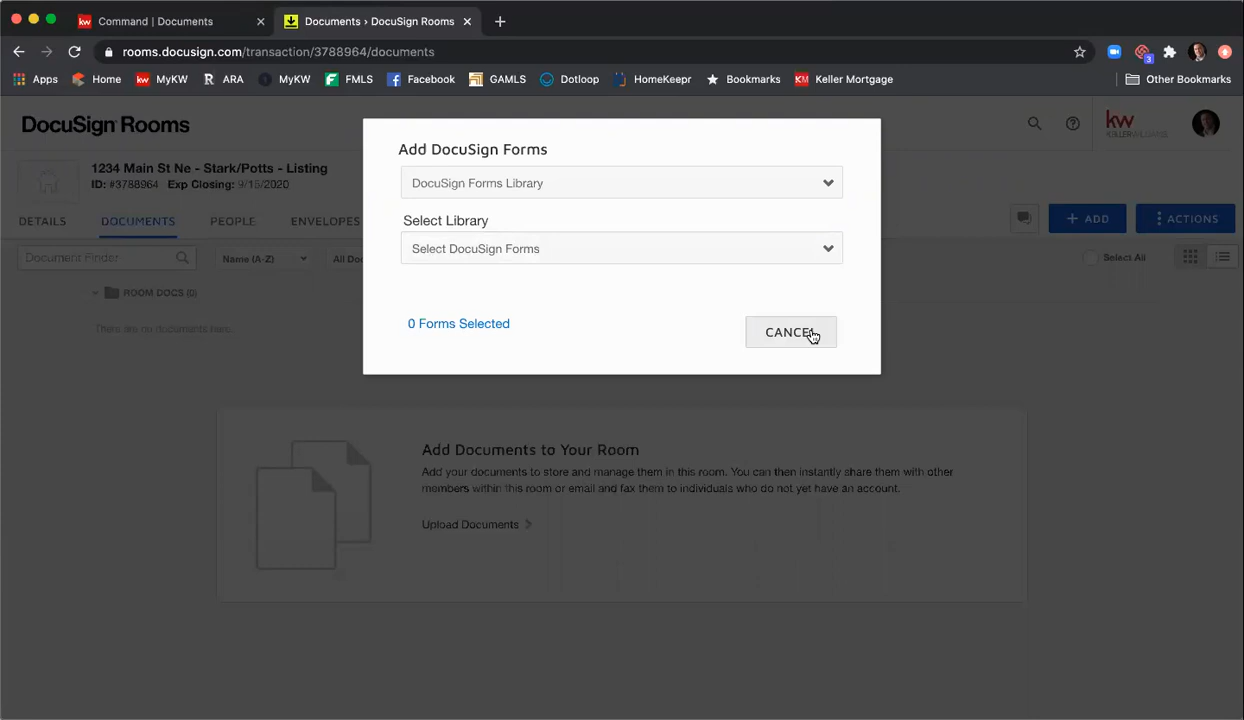 Command | Documents
Documents › DocuSign Rooms
rooms.docusign.com/transaction/3788964/documents
Apps
Home
kw MyKW
R ARA
MyKW
FMLS
Facebook
GAMLS
Dotloop
HomeKeepr
Bookmarks
KM Keller Mortgage
Other Bookmarks
DocuSign Rooms
kw
KELLERWILLIAMS
1234 Main St Ne - Stark/Potts - Listing
ID: #3788964 Exp Closing: 9/15/2020
DETAILS
DOCUMENTS
PEOPLE
ENVELOPES
+ ADD
ACTIONS
Document Finder
Name (A-Z)
All Doc
Select All
ROOM DOCS (0)
There are no documents here.
Add DocuSign Forms
DocuSign Forms Library
Select Library
Select DocuSign Forms
0 Forms Selected
CANCEL
Add Documents to Your Room
Add your documents to store and manage them in this room. You can then instantly share them with other
members within this room or email and fax them to individuals who do not yet have an account.
Upload Documents